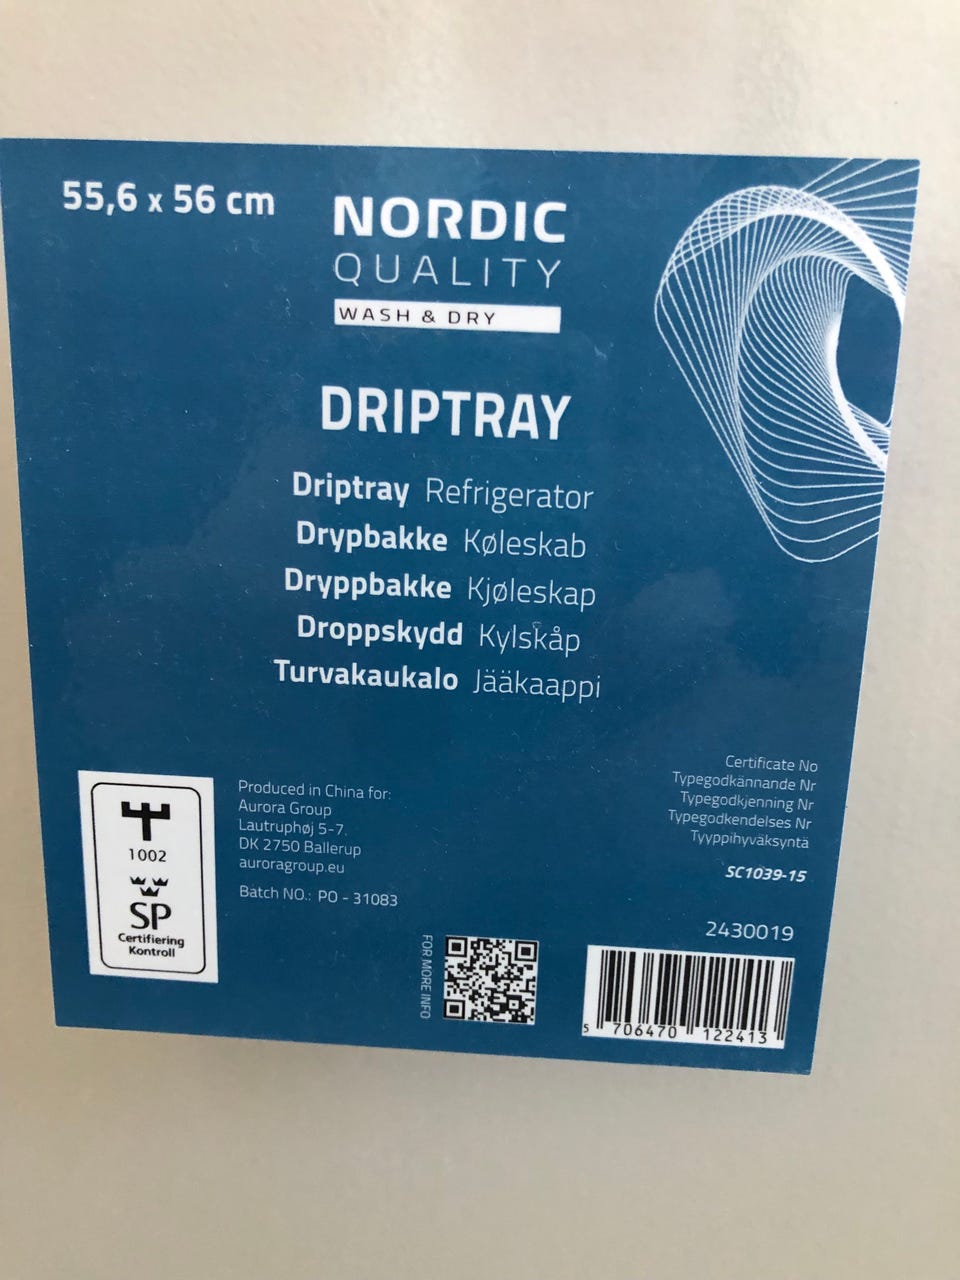 55,6 x 56 cm
NORDIC
QUALITY
WASH & DRY
DRIPTRAY
Driptray Refrigerator
Drypbakke Køleskab
Dryppbakke Kjøleskap
Droppskydd Kylskåp
Turvakaukalo Jääkaappi
1002
SP
Certifiering
Kontroll
Produced in China for:
Aurora Group
Lautruphøj 5-7.
DK 2750 Ballerup
auroragroup.eu
Batch NO.: PO - 31083
FOR MORE INFO
Certificate No
Typegodkännande Nr
Typegodkjenning Nr
Typegodkendelses Nr
Tyyppihyväksyntä
SC1039-15
2430019
5 706470 122413